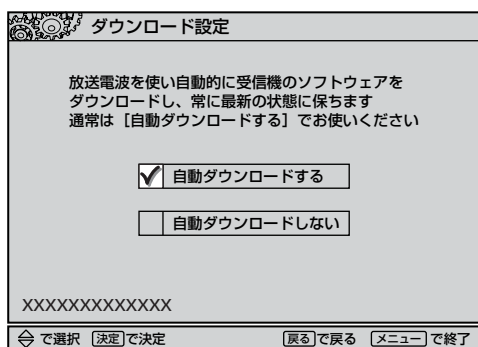 ダウンロード設定
放送電波を使い自動的に受信機のソフトウェアを
ダウンロードし、常に最新の状態に保ちます
通常は［自動ダウンロードする］でお使いください
自動ダウンロードする
自動ダウンロードしない
XXXXXXXXXXXXX
で選択 決定で決定 戻るで戻る メニューで終了